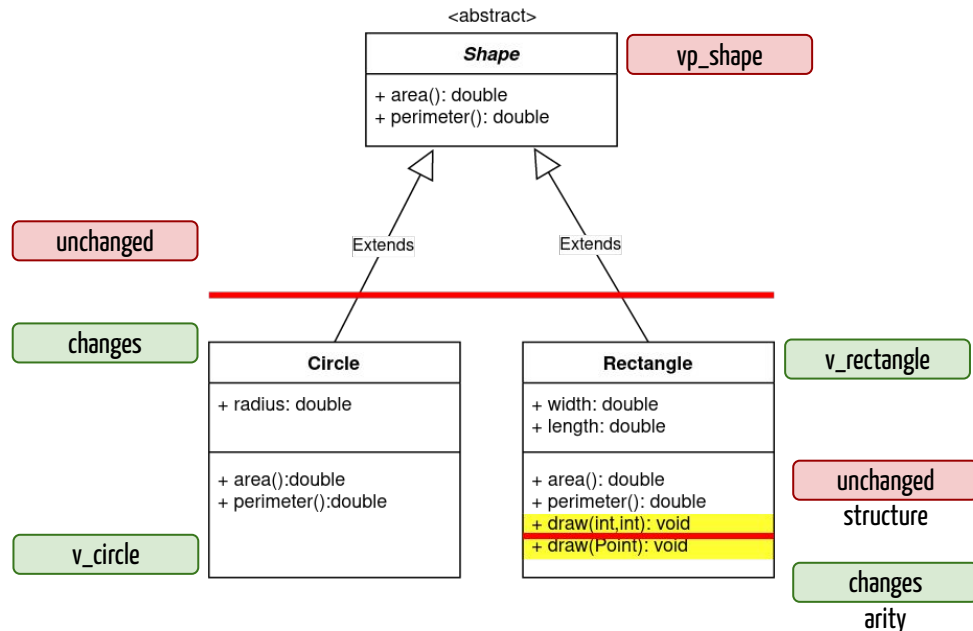 <abstract>
Shape
vp_shape
+ area(): double
+ perimeter(): double
unchanged
Extends
Extends
changes
Circle
Rectangle
v_rectangle
+ radius: double
+ width: double
+ length: double
+ area():double
+ perimeter():double
+ area(): double
+ perimeter(): double
+ draw(int,int): void
+ draw(Point): void
unchanged
structure
v_circle
changes
arity